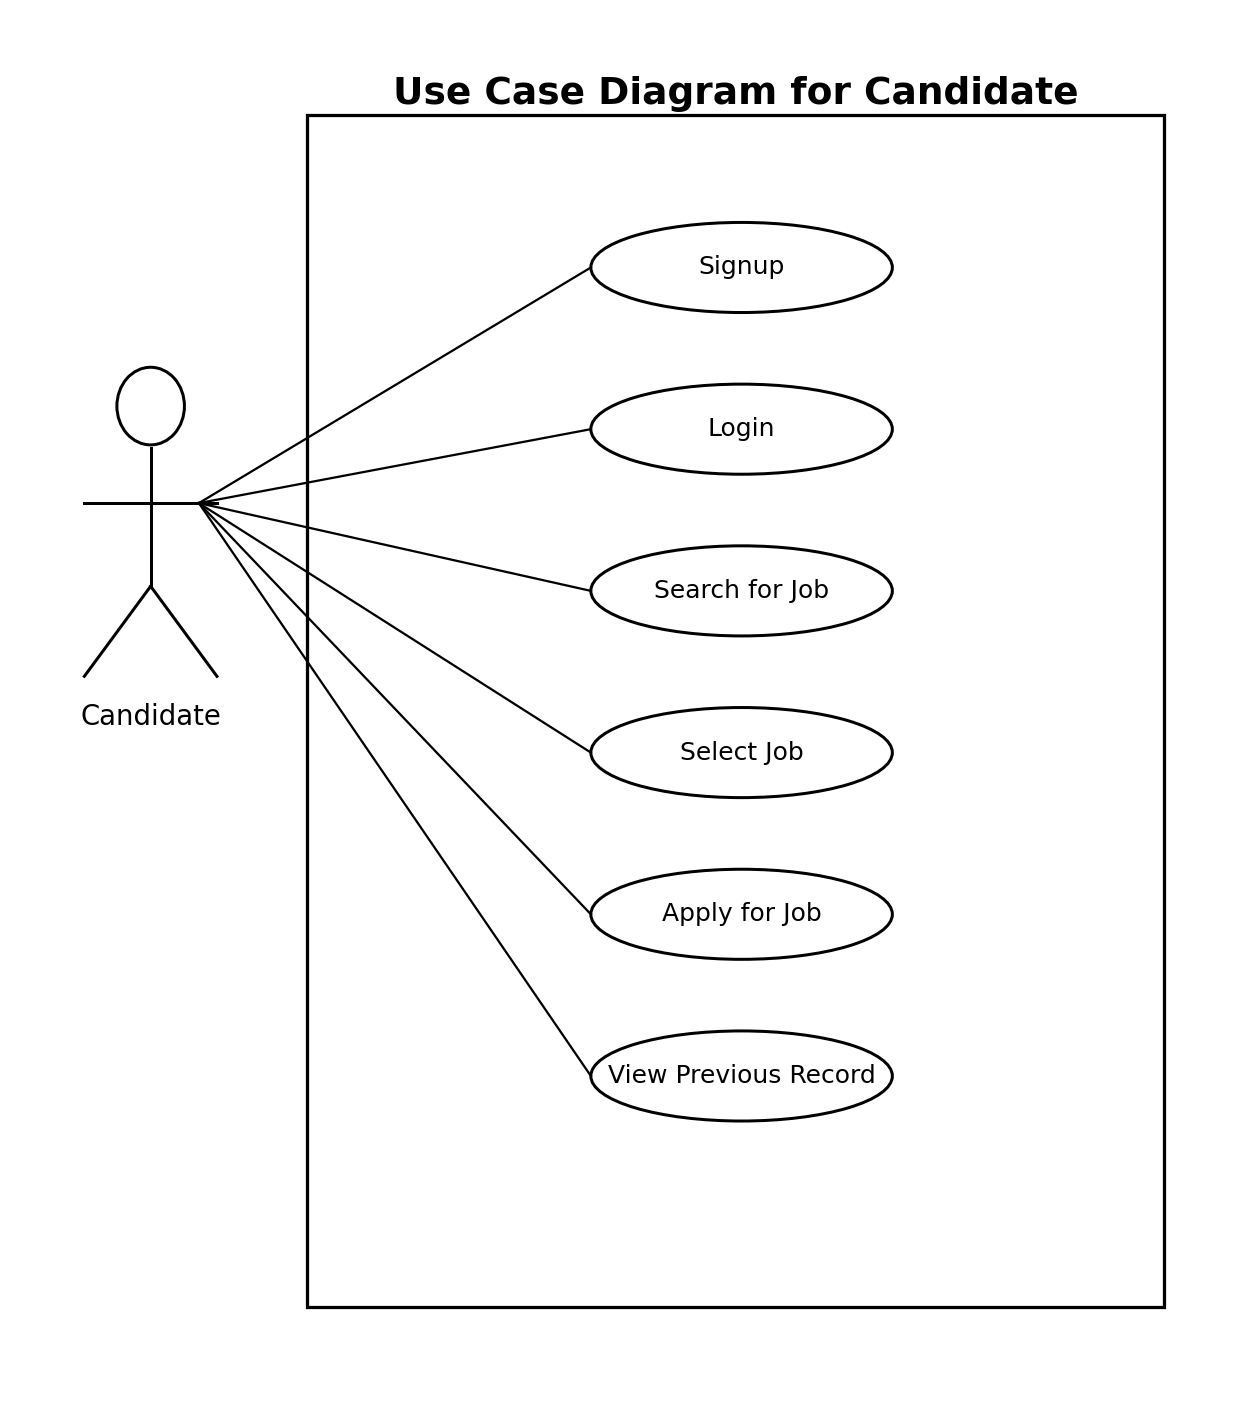 Use Case Diagram for Candidate
Signup
Login
Search for Job
Select Job
Apply for Job
View Previous Record
Candidate